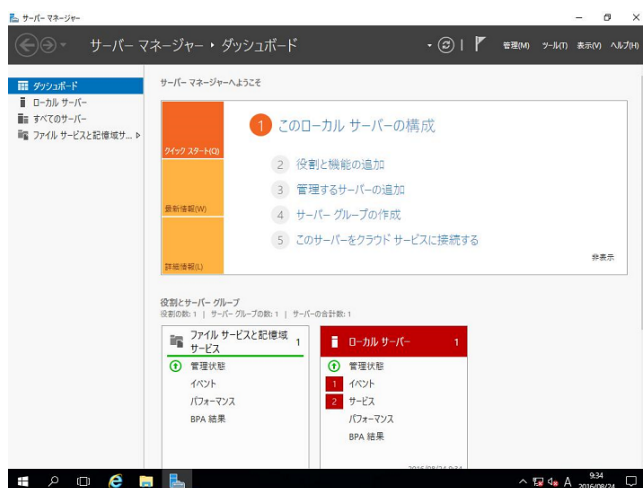 サーバー マネージャー
サーバー マネージャー ・ ダッシュボード
管理(M) ツール(T) 表示(V) ヘルプ(H)
ダッシュボード
ローカル サーバー
すべてのサーバー
ファイル サービスと記憶域サ...
サーバー マネージャーへようこそ
クイック スタート(Q)
最新情報(W)
詳細情報(L)
1 このローカル サーバーの構成
2 役割と機能の追加
3 管理するサーバーの追加
4 サーバー グループの作成
5 このサーバーをクラウド サービスに接続する
非表示
役割とサーバー グループ
役割の数: 1 | サーバー グループの数: 1 | サーバーの合計数: 1
ファイル サービスと記憶域
サービス
1
管理状態
イベント
パフォーマンス
BPA 結果
ローカル サーバー 1
管理状態
1 イベント
2 サービス
パフォーマンス
BPA 結果
2016/08/24 9:34
A
9:34
2016/08/24